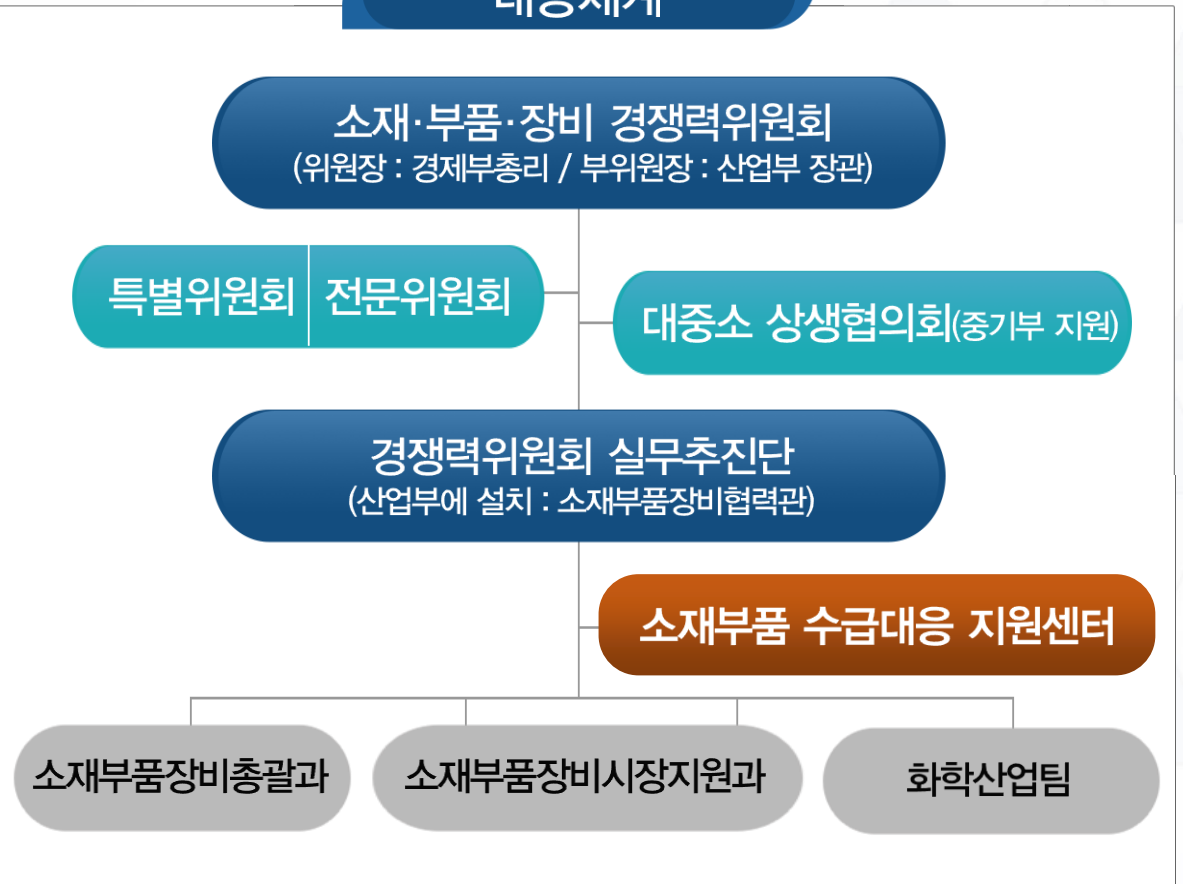 대응체계
소재·부품·장비 경쟁력위원회
(위원장 : 경제부총리 / 부위원장 : 산업부 장관)
특별위원회 전문위원회
대중소 상생협의회(중기부 지원)
경쟁력위원회 실무추진단
(산업부에 설치 : 소재부품장비협력관)
소재부품 수급대응 지원센터
소재부품장비총괄과 소재부품장비시장지원과 화학산업팀